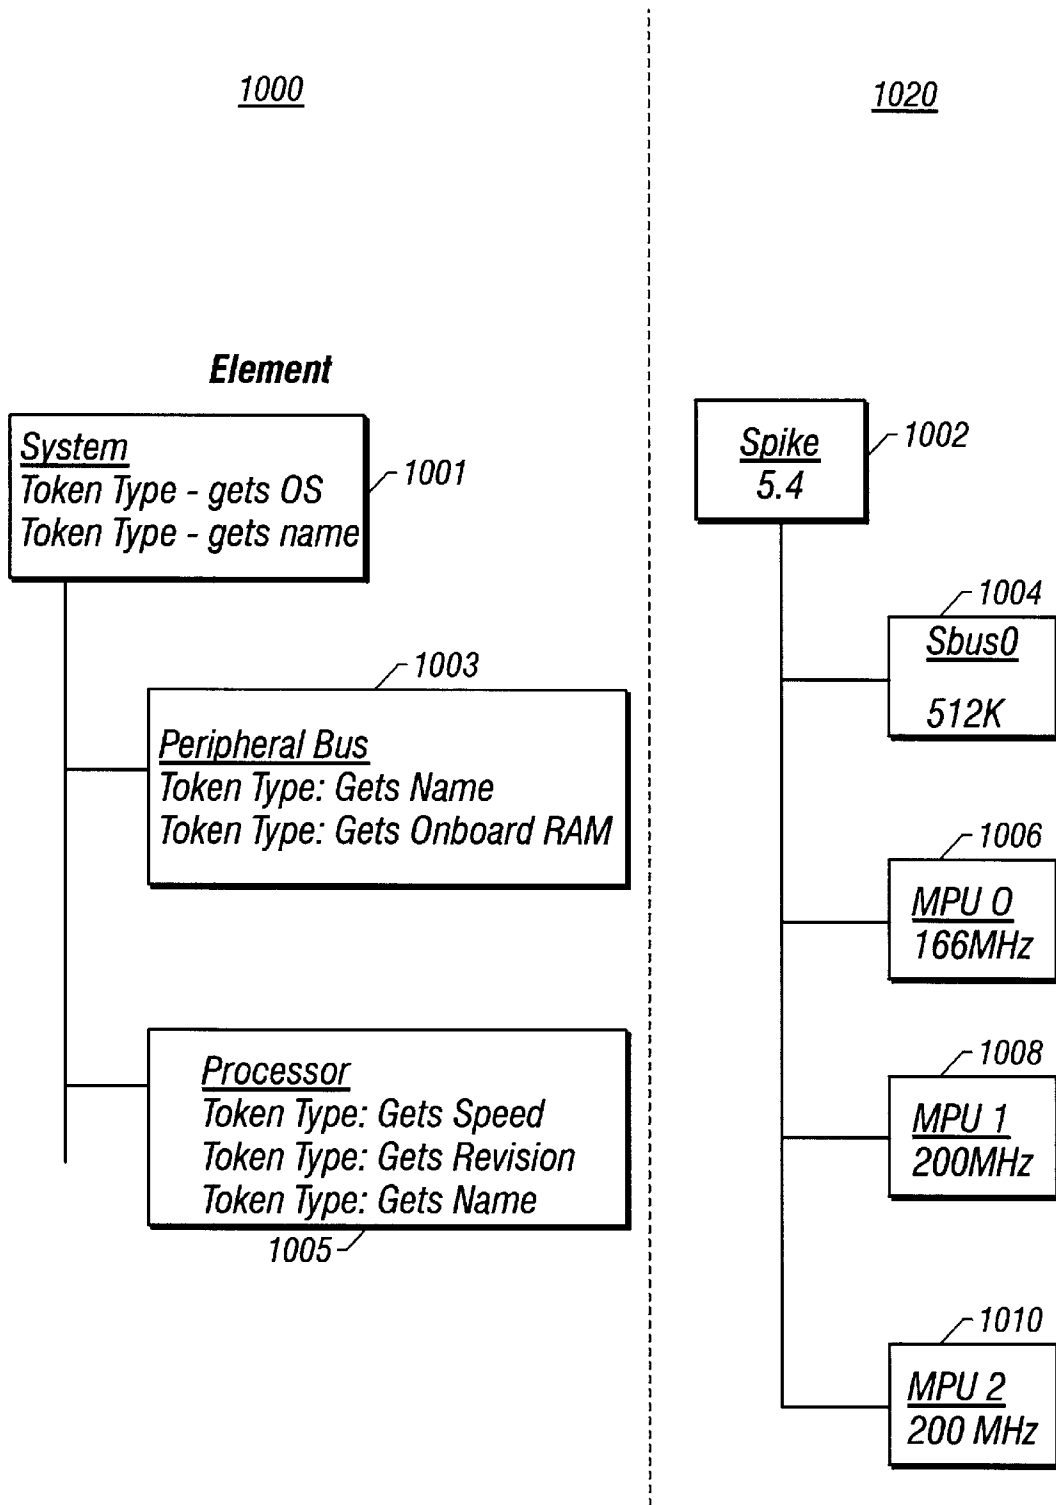 1000
1020
Element
System
Token Type - gets OS
Token Type - gets name
1001
1003
Peripheral Bus
Token Type: Gets Name
Token Type: Gets Onboard RAM
Processor
Token Type: Gets Speed
Token Type: Gets Revision
Token Type: Gets Name
1005
Spike
5.4
1002
1004
Sbus0
512K
1006
MPU 0
166MHz
1008
MPU 1
200MHz
1010
MPU 2
200 MHz